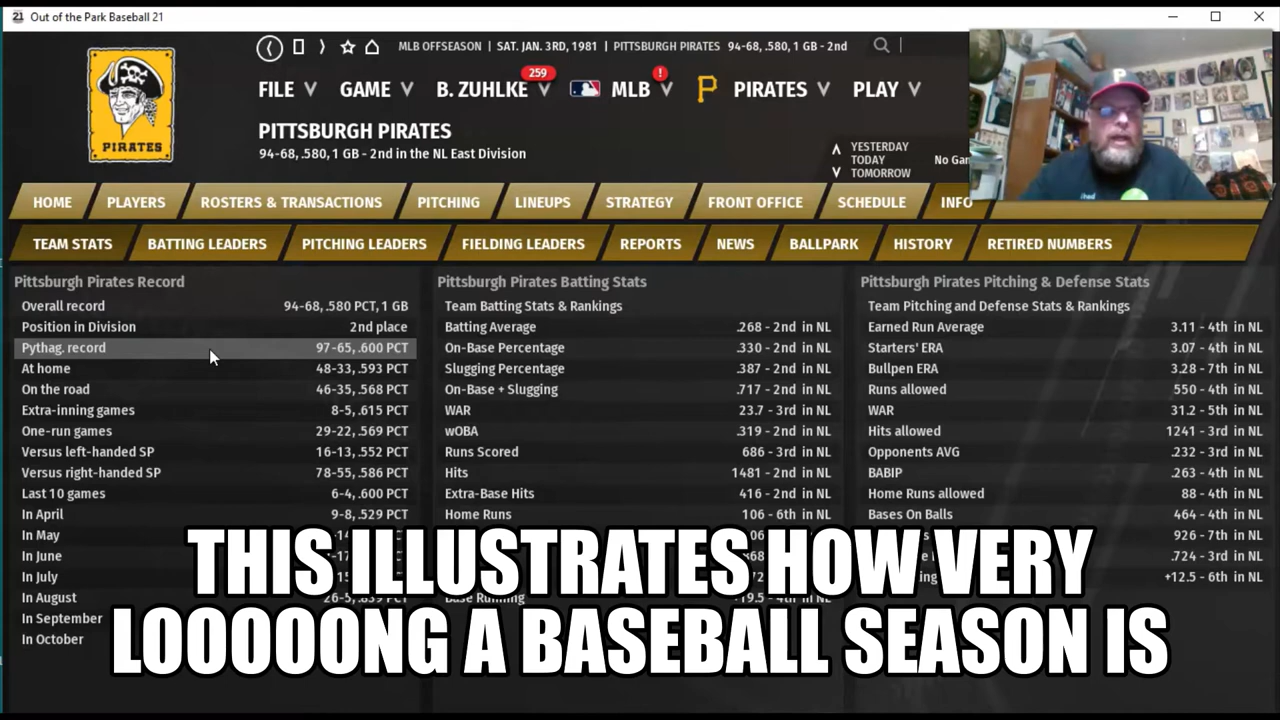 21 Out of the Park Baseball 21
MLB OFFSEASON | SAT. JAN. 3RD, 1981 | PITTSBURGH PIRATES 94-68, .580, 1 GB - 2nd
259 !
FILE GAME B. ZUHLKE MLB P PIRATES PLAY
PIRATES
PITTSBURGH PIRATES
94-68, .580, 1 GB - 2nd in the NL East Division
YESTERDAY
TODAY No Gam
TOMORROW
HOME PLAYERS ROSTERS & TRANSACTIONS PITCHING LINEUPS STRATEGY FRONT OFFICE SCHEDULE INFO
TEAM STATS BATTING LEADERS PITCHING LEADERS FIELDING LEADERS REPORTS NEWS BALLPARK HISTORY RETIRED NUMBERS
Pittsburgh Pirates Record
Overall record 94-68, .580 PCT, 1 GB
Position in Division 2nd place
Pythag. record 97-65, .600 PCT
At home 48-33, .593 PCT
On the road 46-35, .568 PCT
Extra-inning games 8-5, .615 PCT
One-run games 29-22, .569 PCT
Versus left-handed SP 16-13, .552 PCT
Versus right-handed SP 78-55, .586 PCT
Last 10 games 6-4, .600 PCT
In April 9-8, .529 PCT
In May
In June
In July
In August 26-5, .839 PCT
In September
In October
Pittsburgh Pirates Batting Stats
Team Batting Stats & Rankings
Batting Average .268 - 2nd in NL
On-Base Percentage .330 - 2nd in NL
Slugging Percentage .387 - 2nd in NL
On-Base + Slugging .717 - 2nd in NL
WAR 23.7 - 3rd in NL
wOBA .319 - 2nd in NL
Runs Scored 686 - 3rd in NL
Hits 1481 - 2nd in NL
Extra-Base Hits 416 - 2nd in NL
Home Runs 106 - 6th in NL
Base Running +19.5
Pittsburgh Pirates Pitching & Defense Stats
Team Pitching and Defense Stats & Rankings
Earned Run Average 3.11 - 4th in NL
Starters' ERA 3.07 - 4th in NL
Bullpen ERA 3.28 - 7th in NL
Runs allowed 550 - 4th in NL
WAR 31.2 - 5th in NL
Hits allowed 1241 - 3rd in NL
Opponents AVG .232 - 3rd in NL
BABIP .263 - 4th in NL
Home Runs allowed 88 - 4th in NL
Bases On Balls 464 - 4th in NL
926 - 7th in NL
.724 - 3rd in NL
+12.5 - 6th in NL
THIS ILLUSTRATES HOW VERY
LOOOOONG A BASEBALL SEASON IS